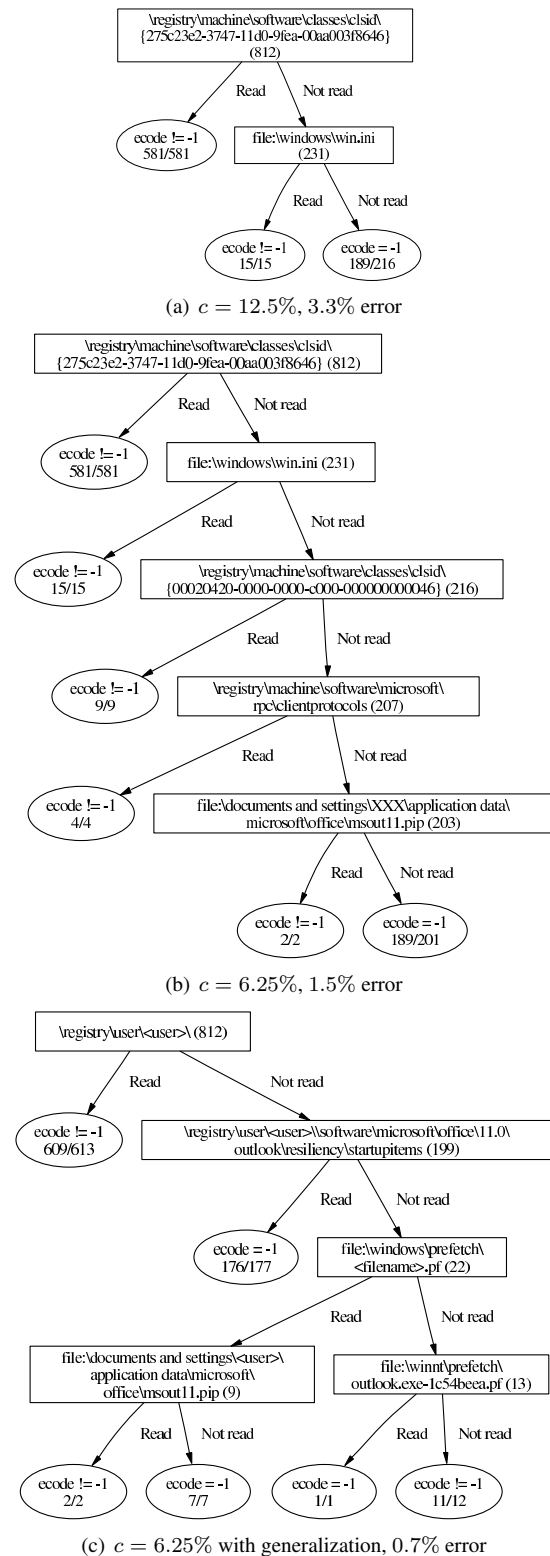 \registry\machine\software\classes\clsid\
{275c23e2-3747-11d0-9fea-00aa003f8646}
(812)
Read
Not read
ecode != -1
581/581
file:\windows\win.ini
(231)
Read
Not read
ecode != -1
15/15
ecode = -1
189/216
(a) c = 12.5%, 3.3% error
\registry\machine\software\classes\clsid\
{275c23e2-3747-11d0-9fea-00aa003f8646} (812)
Read
Not read
ecode != -1
581/581
file:\windows\win.ini (231)
Read
Not read
ecode != -1
15/15
\registry\machine\software\classes\clsid\
{00020420-0000-0000-c000-000000000046} (216)
Read
Not read
ecode != -1
9/9
\registry\machine\software\microsoft\
rpc\clientprotocols (207)
Read
Not read
ecode != -1
4/4
file:\documents and settings\XXX\application data\
microsoft\office\msout11.pip (203)
Read
Not read
ecode != -1
2/2
ecode = -1
189/201
(b) c = 6.25%, 1.5% error
\registry\user\<user>\ (812)
Read
Not read
ecode != -1
609/613
\registry\user\<user>\\software\microsoft\office\11.0\
outlook\resiliency\startupitems (199)
Read
Not read
ecode = -1
176/177
file:\windows\prefetch\
<filename>.pf (22)
Read
Not read
file:\documents and settings\<user>\
application data\microsoft\
office\msout11.pip (9)
file:\winnt\prefetch\
outlook.exe-1c54beea.pf (13)
Read
Not read
Read
Not read
ecode != -1
2/2
ecode = -1
7/7
ecode = -1
1/1
ecode != -1
11/12
(c) c = 6.25% with generalization, 0.7% error